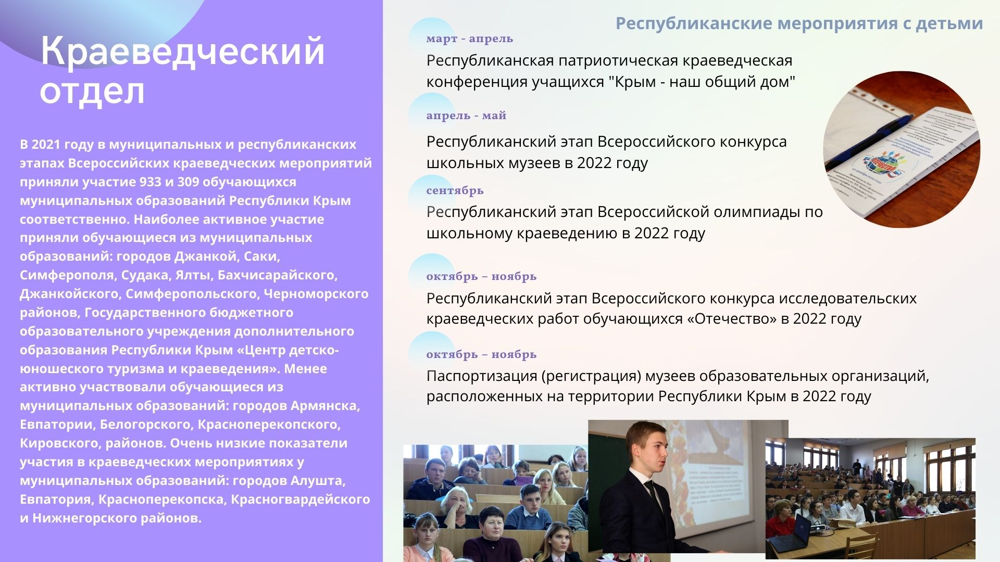 Краеведческий
отдел
В 2021 году в муниципальных и республиканских
этапах Всероссийских краеведческих мероприятий
приняли участие 933 и 309 обучающихся
муниципальных образований Республики Крым
соответственно. Наиболее активное участие
приняли обучающиеся из муниципальных
образований: городов Джанкой, Саки,
Симферополя, Судака, Ялты, Бахчисарайского,
Джанкойского, Симферопольского, Черноморского
районов, Государственного бюджетного
образовательного учреждения дополнительного
образования Республики Крым «Центр детско-
юношеского туризма и краеведения». Менее
активно участвовали обучающиеся из
муниципальных образований: городов Армянска,
Евпатории, Белогорского, Красноперекопского,
Кировского, районов. Очень низкие показатели
участия в краеведческих мероприятиях у
муниципальных образований: городов Алушта,
Евпатория, Красноперекопска, Красногвардейского
и Нижнегорского районов.
Республиканские мероприятия с детьми
март - апрель
Республиканская патриотическая краеведческая
конференция учащихся "Крым - наш общий дом"
апрель - май
Республиканский этап Всероссийского конкурса
школьных музеев в 2022 году
сентябрь
Республиканский этап Всероссийской олимпиады по
школьному краеведению в 2022 году
октябрь – ноябрь
Республиканский этап Всероссийского конкурса исследовательских
краеведческих работ обучающихся «Отечество» в 2022 году
октябрь – ноябрь
Паспортизация (регистрация) музеев образовательных организаций,
расположенных на территории Республики Крым в 2022 году
ОТЕЧЕСТВО